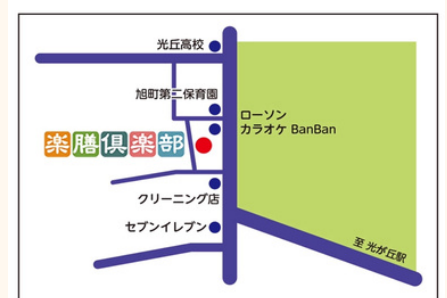 光丘高校
旭町第二保育園
ローソン
カラオケ BanBan
楽膳倶楽部
クリーニング店
セブンイレブン
至 光が丘駅